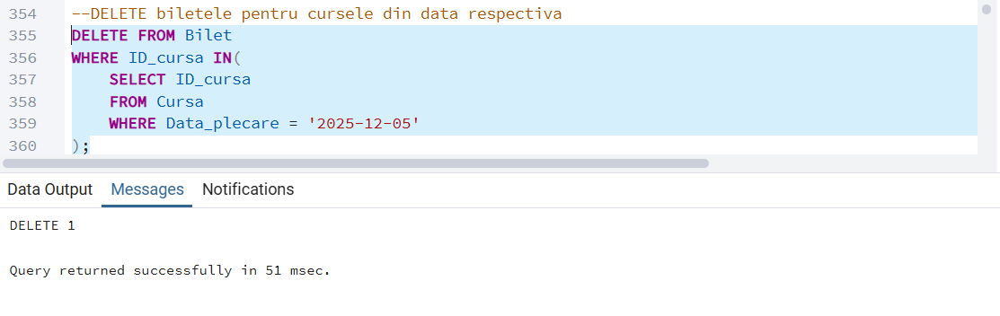 354 --DELETE biletele pentru cursele din data respectiva
355 DELETE FROM Bilet
356 WHERE ID_cursa IN(
357 SELECT ID_cursa
358 FROM Cursa
359 WHERE Data_plecare = '2025-12-05'
360 );
Data Output Messages Notifications
DELETE 1
Query returned successfully in 51 msec.